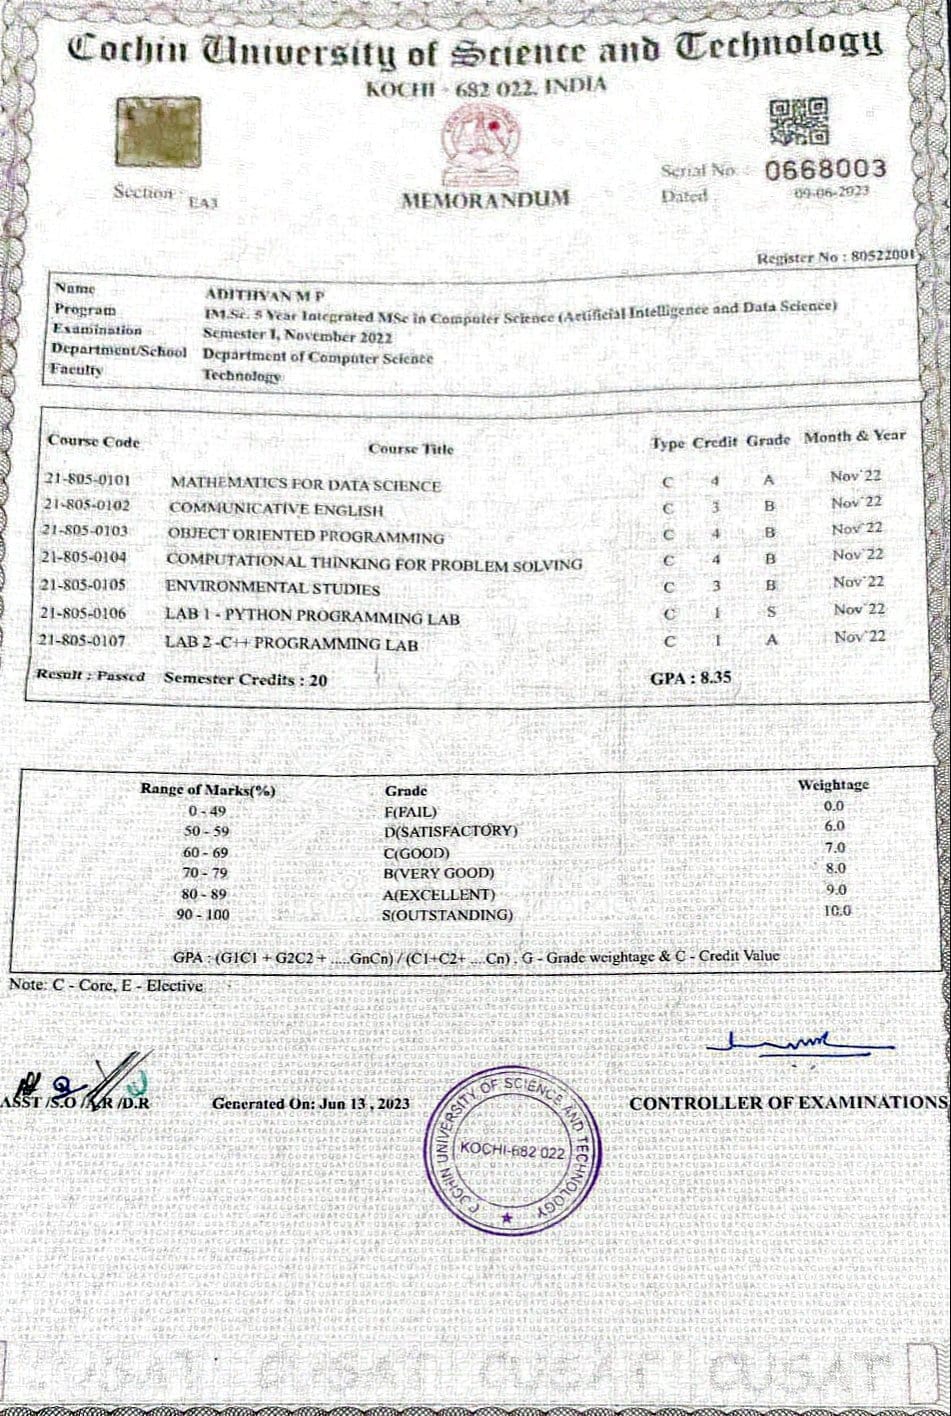 Cochin University of Science and Technology
KOCHI - 682 022, INDIA
Section EA3
MEMORANDUM
Serial No. : 0668003
Dated 09-06-2023
Register No : 80522001
Name ADITHYAN M P
Program IM.Sc. 5 Year Integrated MSc in Computer Science (Artificial Intelligence and Data Science)
Examination Semester I, November 2022
Department/School Department of Computer Science
Faculty Technology
Course Code Course Title Type Credit Grade Month & Year
21-805-0101 MATHEMATICS FOR DATA SCIENCE C 4 A Nov'22
21-805-0102 COMMUNICATIVE ENGLISH C 3 B Nov'22
21-805-0103 OBJECT ORIENTED PROGRAMMING C 4 B Nov'22
21-805-0104 COMPUTATIONAL THINKING FOR PROBLEM SOLVING C 4 B Nov'22
21-805-0105 ENVIRONMENTAL STUDIES C 3 B Nov'22
21-805-0106 LAB 1 - PYTHON PROGRAMMING LAB C 1 S Nov'22
21-805-0107 LAB 2 -C++ PROGRAMMING LAB C 1 A Nov'22
Result : Passed Semester Credits : 20 GPA : 8.35
Range of Marks(%) Grade Weightage
0 - 49 F(FAIL) 0.0
50 - 59 D(SATISFACTORY) 6.0
60 - 69 C(GOOD) 7.0
70 - 79 B(VERY GOOD) 8.0
80 - 89 A(EXCELLENT) 9.0
90 - 100 S(OUTSTANDING) 10.0
GPA : (G1C1 + G2C2 + .....GnCn) / (C1+C2+ ....Cn) . G - Grade weightage & C - Credit Value
Note: C - Core, E - Elective
ASST /S.O /A.R /D.R Generated On: Jun 13 , 2023 CONTROLLER OF EXAMINATIONS
COCHIN UNIVERSITY OF SCIENCE AND TECHNOLOGY
KOCHI-682 022
CUSAT CUSAT CUSAT CUSAT